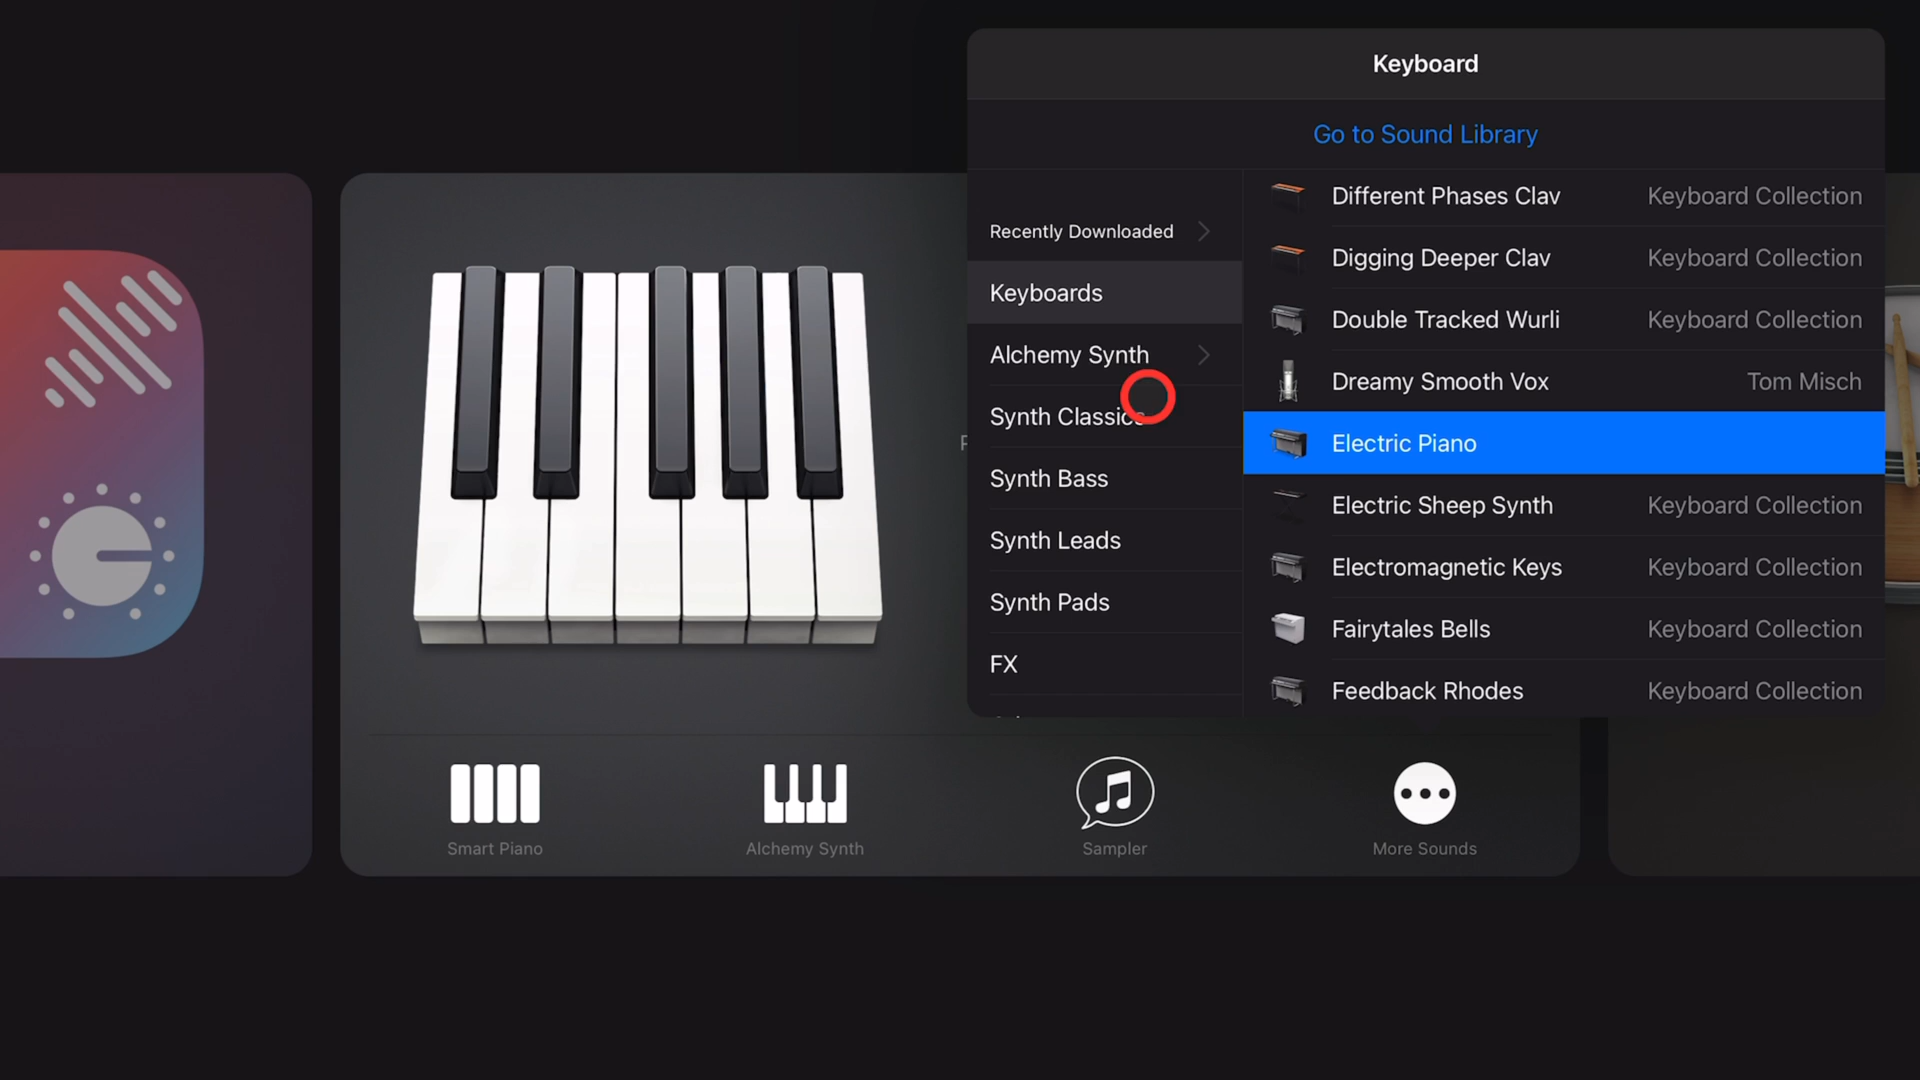 Keyboard
Go to Sound Library
Recently Downloaded
Keyboards
Alchemy Synth
Synth Classics
Synth Bass
Synth Leads
Synth Pads
FX
Different Phases Clav Keyboard Collection
Digging Deeper Clav Keyboard Collection
Double Tracked Wurli Keyboard Collection
Dreamy Smooth Vox Tom Misch
Electric Piano
Electric Sheep Synth Keyboard Collection
Electromagnetic Keys Keyboard Collection
Fairytales Bells Keyboard Collection
Feedback Rhodes Keyboard Collection
Smart Piano
Alchemy Synth
Sampler
More Sounds